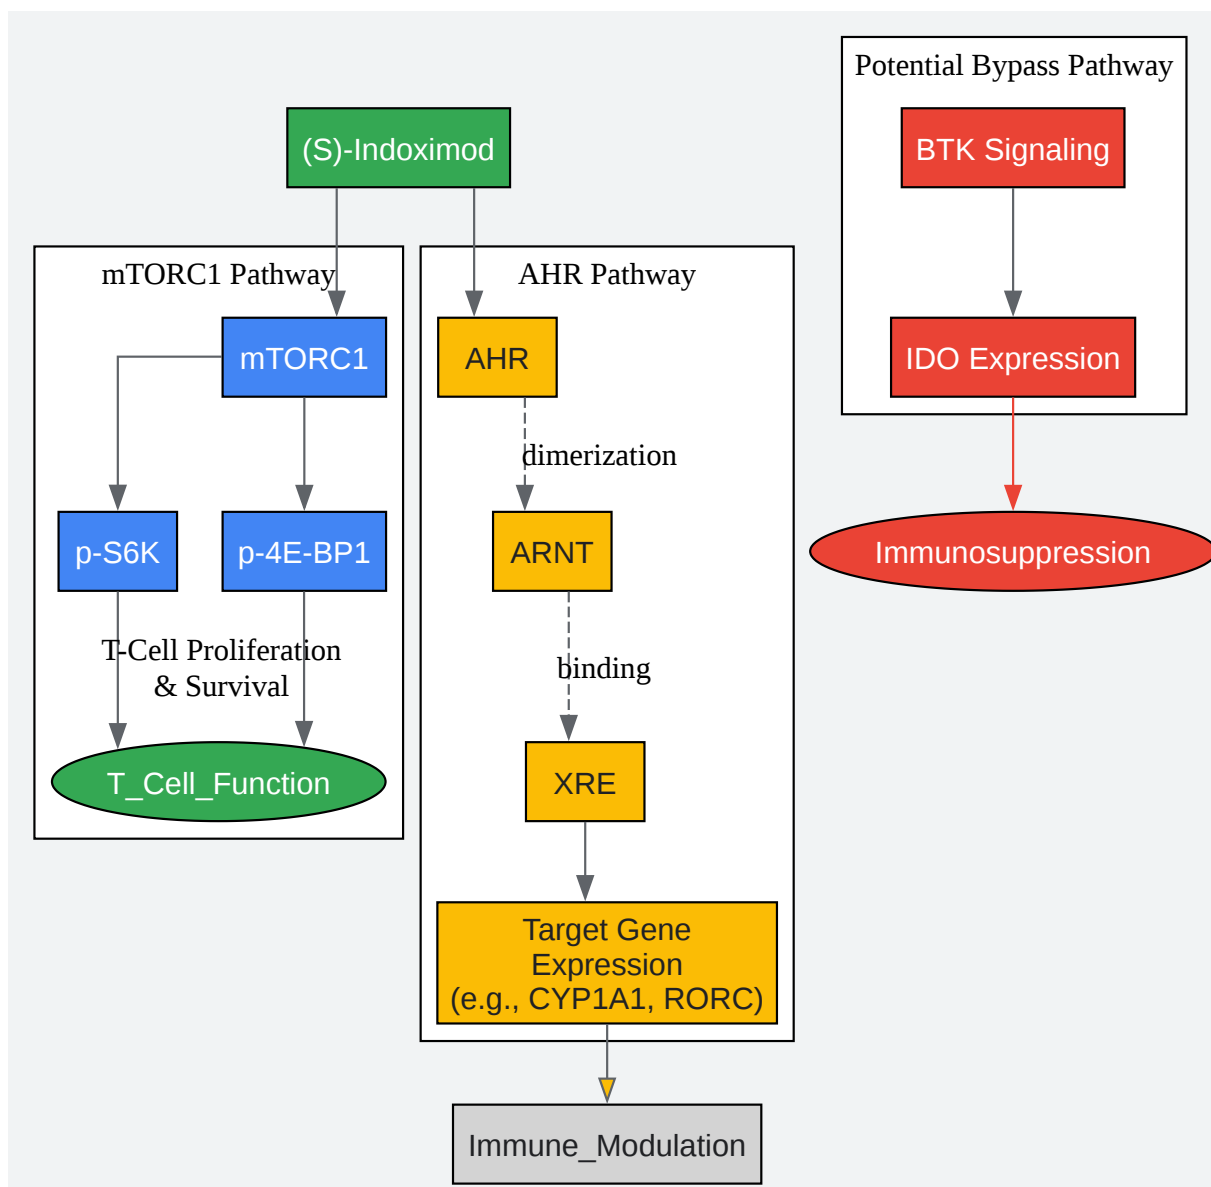 Potential Bypass Pathway
(S)-Indoximod
BTK Signaling
mTORC1 Pathway
AHR Pathway
mTORC1
AHR
IDO Expression
dimerization
p-S6K
p-4E-BP1
ARNT
Immunosuppression
T-Cell Proliferation
& Survival
binding
T_Cell_Function
XRE
Target Gene
Expression
(e.g., CYP1A1, RORC)
Immune_Modulation